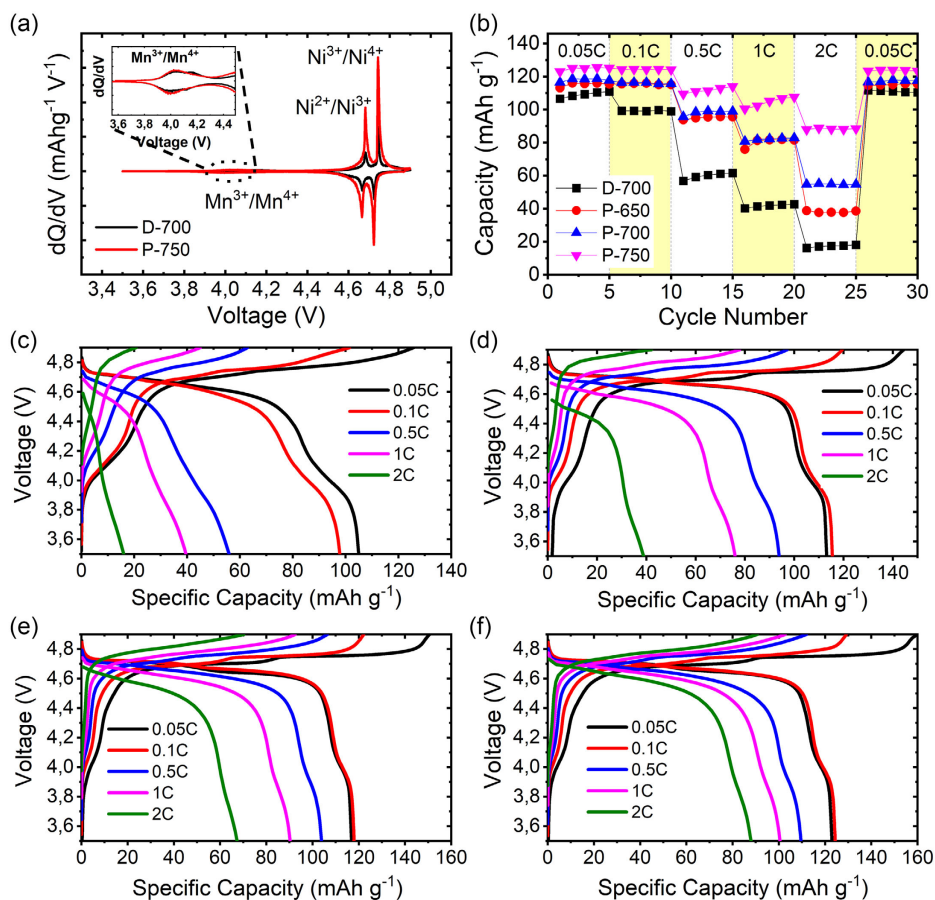 (a)
Mn3+/Mn4+
dQ/dV
3,6 3,8 4,0 4,2 4,4
Voltage (V)
Ni3+/Ni4+
Ni2+/Ni3+
Mn3+/Mn4+
D-700
P-750
dQ/dV (mAhg-1 V-1)
3,4 3,6 3,8 4,0 4,2 4,4 4,6 4,8 5,0
Voltage (V)
(b)
0.05C 0.1C 0.5C 1C 2C 0.05C
D-700
P-650
P-700
P-750
Capacity (mAh g-1)
160
140
120
100
80
60
40
20
0
0 5 10 15 20 25 30
Cycle Number
(c)
0.05C
0.1C
0.5C
1C
2C
Voltage (V)
4,8
4,6
4,4
4,2
4,0
3,8
3,6
0 20 40 60 80 100 120 140
Specific Capacity (mAh g-1)
(d)
0.05C
0.1C
0.5C
1C
2C
Voltage (V)
4,8
4,6
4,4
4,2
4,0
3,8
3,6
0 20 40 60 80 100 120 140
Specific Capacity (mAh g-1)
(e)
0.05C
0.1C
0.5C
1C
2C
Voltage (V)
4,8
4,6
4,4
4,2
4,0
3,8
3,6
0 20 40 60 80 100 120 140 160
Specific Capacity (mAh g-1)
(f)
0.05C
0.1C
0.5C
1C
2C
Voltage (V)
4,8
4,6
4,4
4,2
4,0
3,8
3,6
0 20 40 60 80 100 120 140 160
Specific Capacity (mAh g-1)